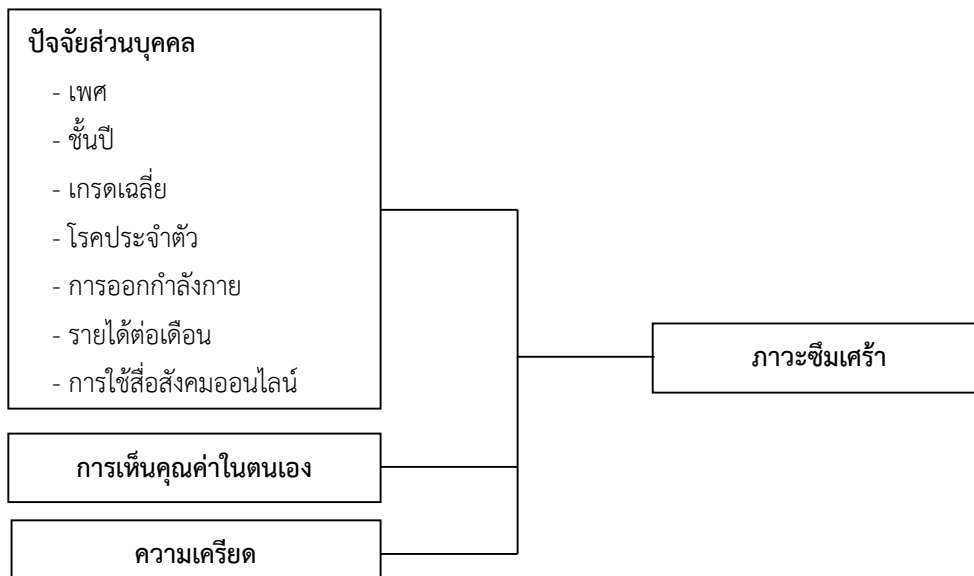 ปัจจัยส่วนบุคคล
- เพศ
- ชั้นปี
- เกรดเฉลี่ย
- โรคประจำตัว
- การออกกำลังกาย
- รายได้ต่อเดือน
- การใช้สื่อสังคมออนไลน์
ภาวะซึมเศร้า
การเห็นคุณค่าในตนเอง
ความเครียด